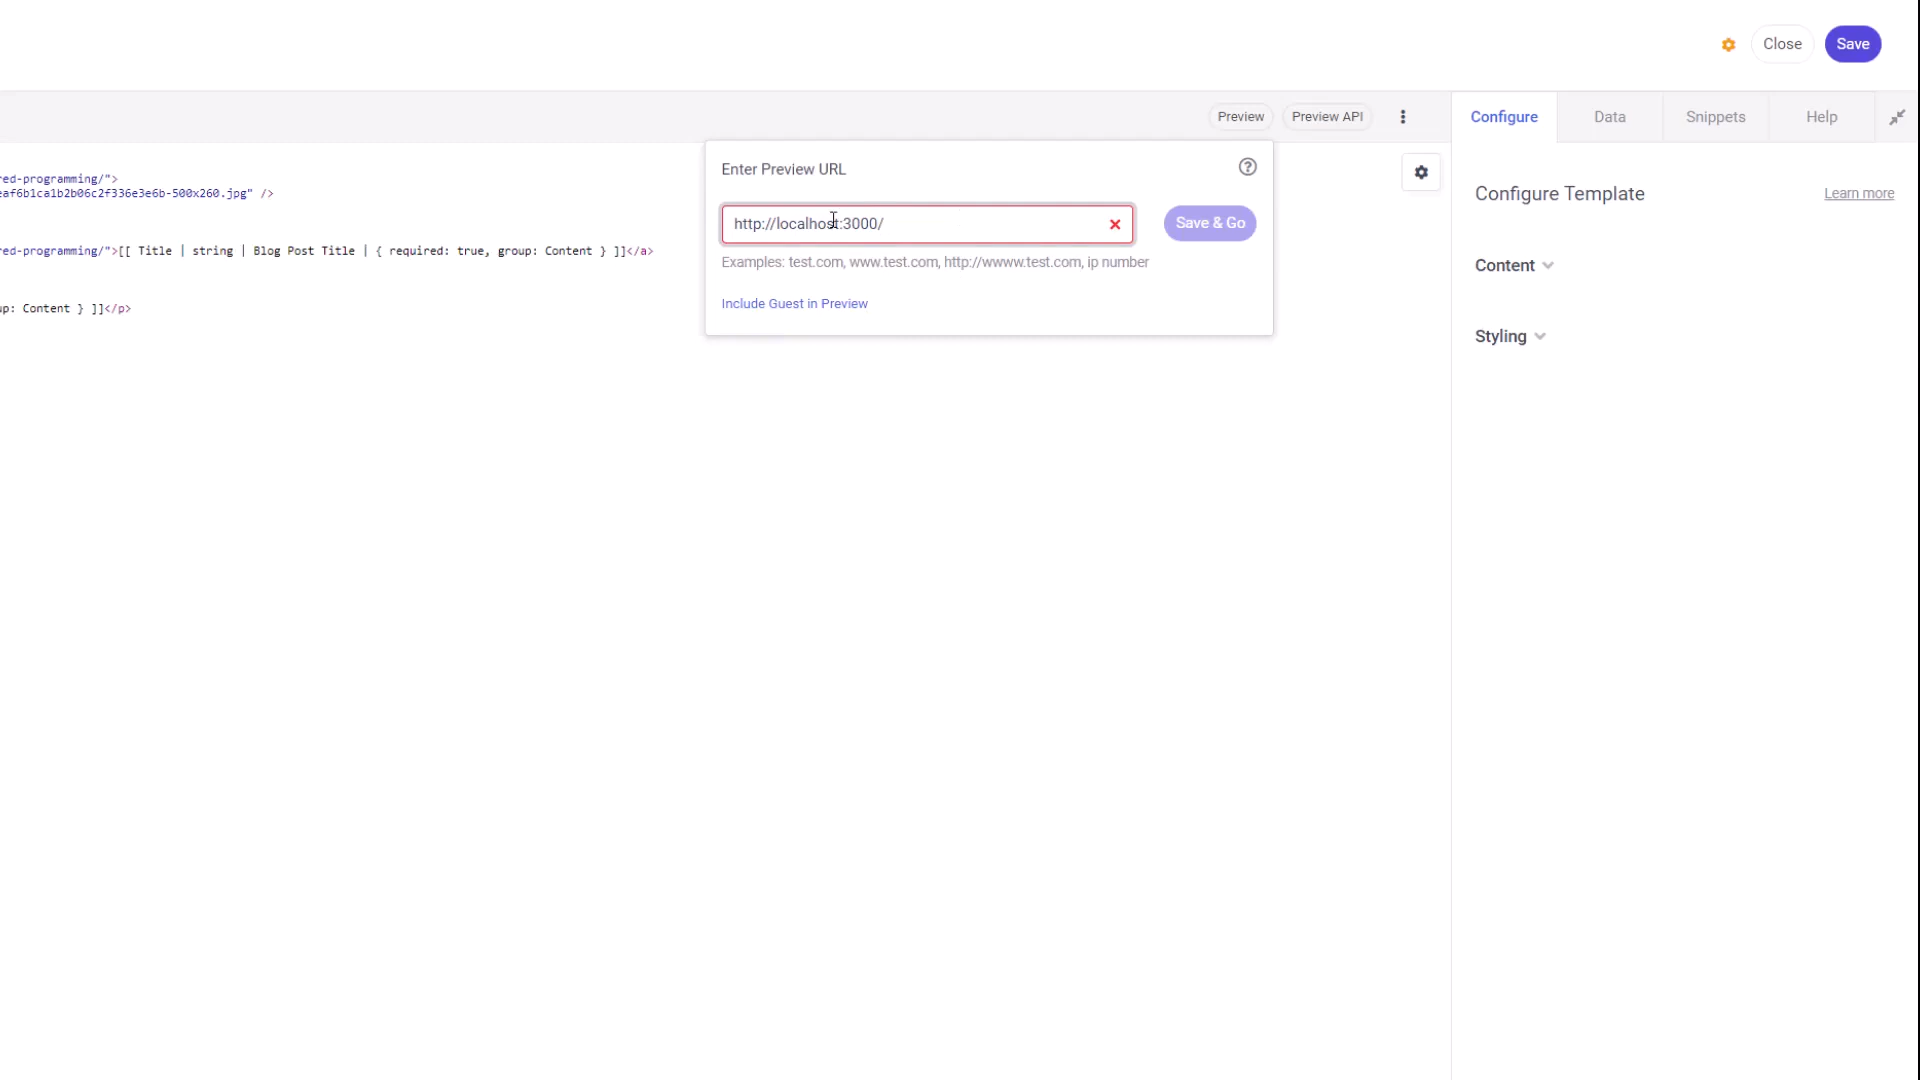 Close
Save
Preview
Preview API
Configure
Data
Snippets
Help
Enter Preview URL
http://localhost:3000/
Save & Go
Examples: test.com, www.test.com, http://wwww.test.com, ip number
Include Guest in Preview
red-programming/">
eaf6b1ca1b2b06c2f336e3e6b-500x260.jpg" />
red-programming/">[[ Title | string | Blog Post Title | { required: true, group: Content } ]]</a>
up: Content } ]]</p>
Configure Template
Learn more
Content
Styling